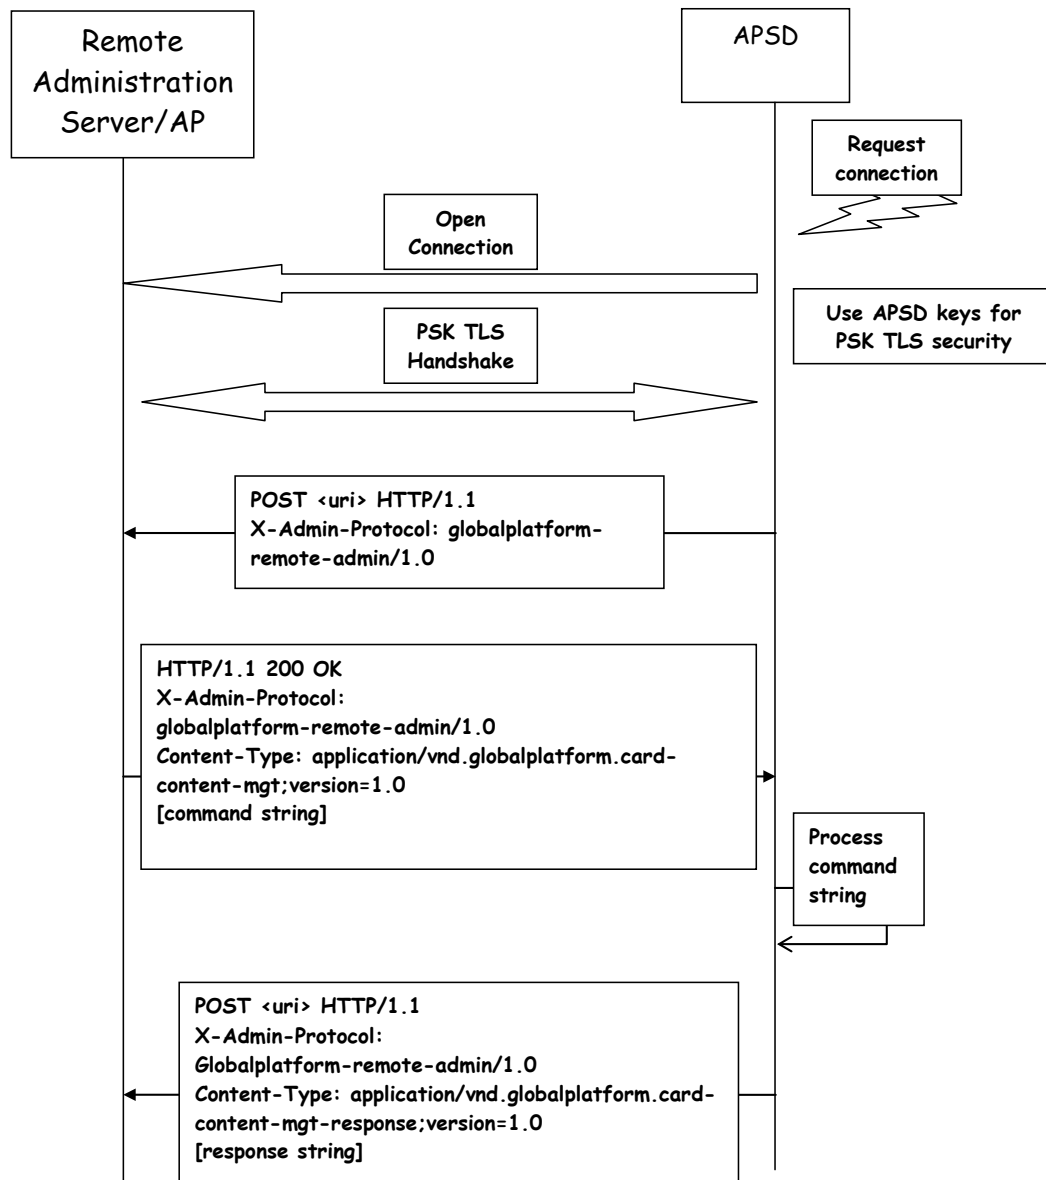 Remote
Administration
Server/AP
APSD
Request
connection
Open
Connection
Use APSD keys for
PSK TLS security
PSK TLS
Handshake
POST <uri> HTTP/1.1
X-Admin-Protocol: globalplatform-
remote-admin/1.0
HTTP/1.1 200 OK
X-Admin-Protocol:
globalplatform-remote-admin/1.0
Content-Type: application/vnd.globalplatform.card-
content-mgt;version=1.0
[command string]
Process
command
string
POST <uri> HTTP/1.1
X-Admin-Protocol:
Globalplatform-remote-admin/1.0
Content-Type: application/vnd.globalplatform.card-
content-mgt-response;version=1.0
[response string]